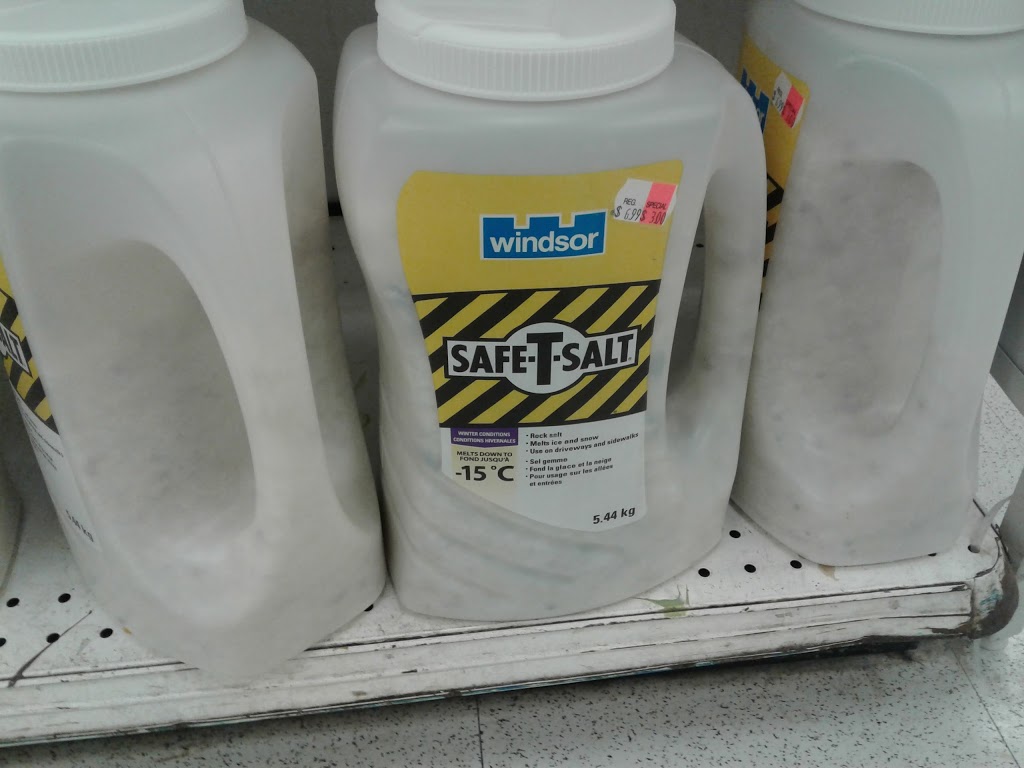 REG. SPECIAL
$ 6.99 $ 3.00
windsor
SAFE-T-SALT
WINTER CONDITIONS
CONDITIONS HIVERNALES
MELTS DOWN TO
FOND JUSQU'À
-15 °C
• Rock salt
• Melts ice and snow
• Use on driveways and sidewalks
• Sel gemme
• Fond la glace et la neige
• Pour usage sur les allées
et entrées
5.44 kg